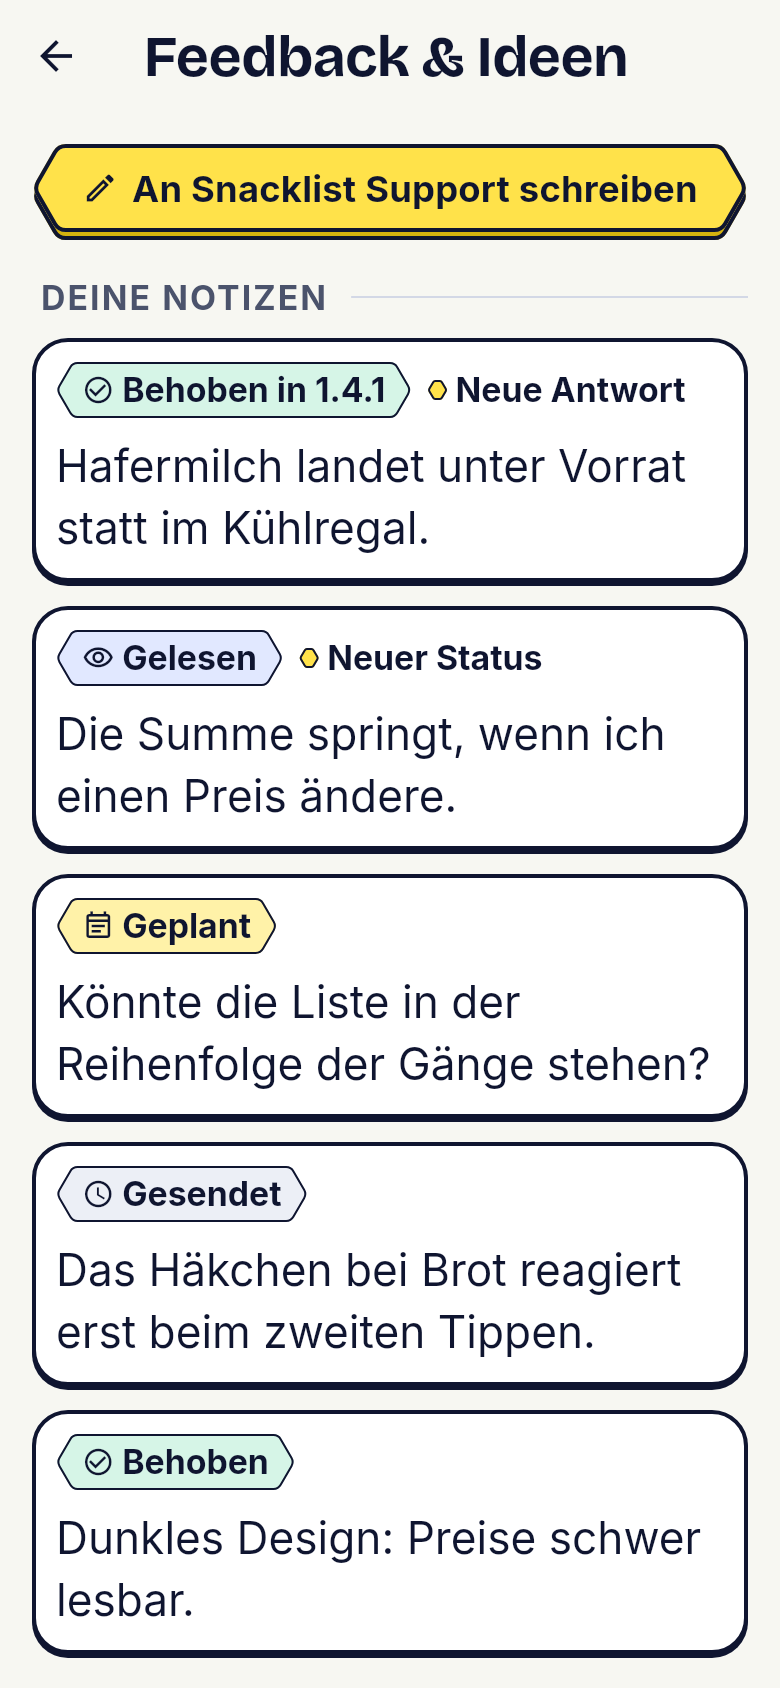 Feedback & Ideen
An Snacklist Support schreiben
DEINE NOTIZEN
Behoben in 1.4.1 Neue Antwort
Hafermilch landet unter Vorrat
statt im Kühlregal.
Gelesen Neuer Status
Die Summe springt, wenn ich
einen Preis ändere.
Geplant
Könnte die Liste in der
Reihenfolge der Gänge stehen?
Gesendet
Das Häkchen bei Brot reagiert
erst beim zweiten Tippen.
Behoben
Dunkles Design: Preise schwer
lesbar.